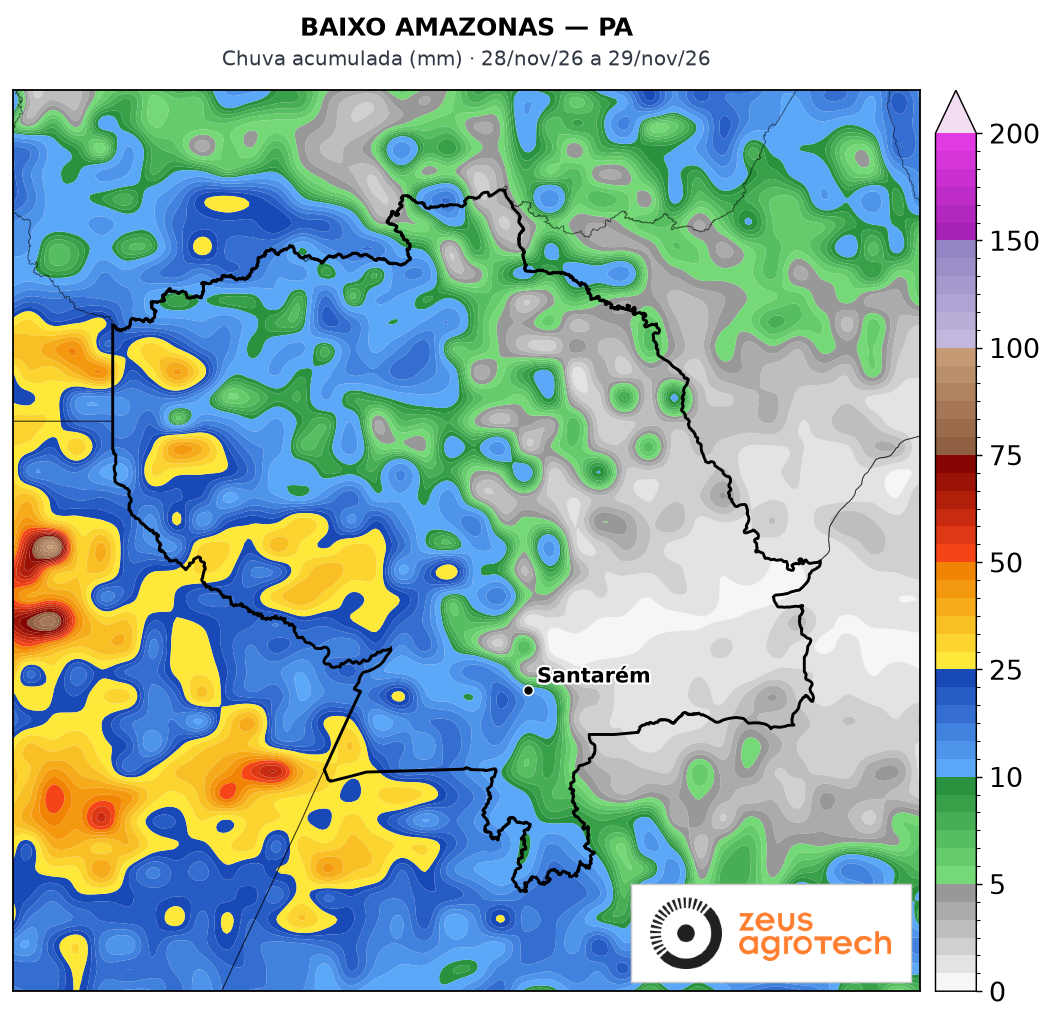 BAIXO AMAZONAS — PA
Chuva acumulada (mm) · 28/nov/26 a 29/nov/26
200
150
100
75
50
25
10
5
0
Santarém
zeus
agrotech